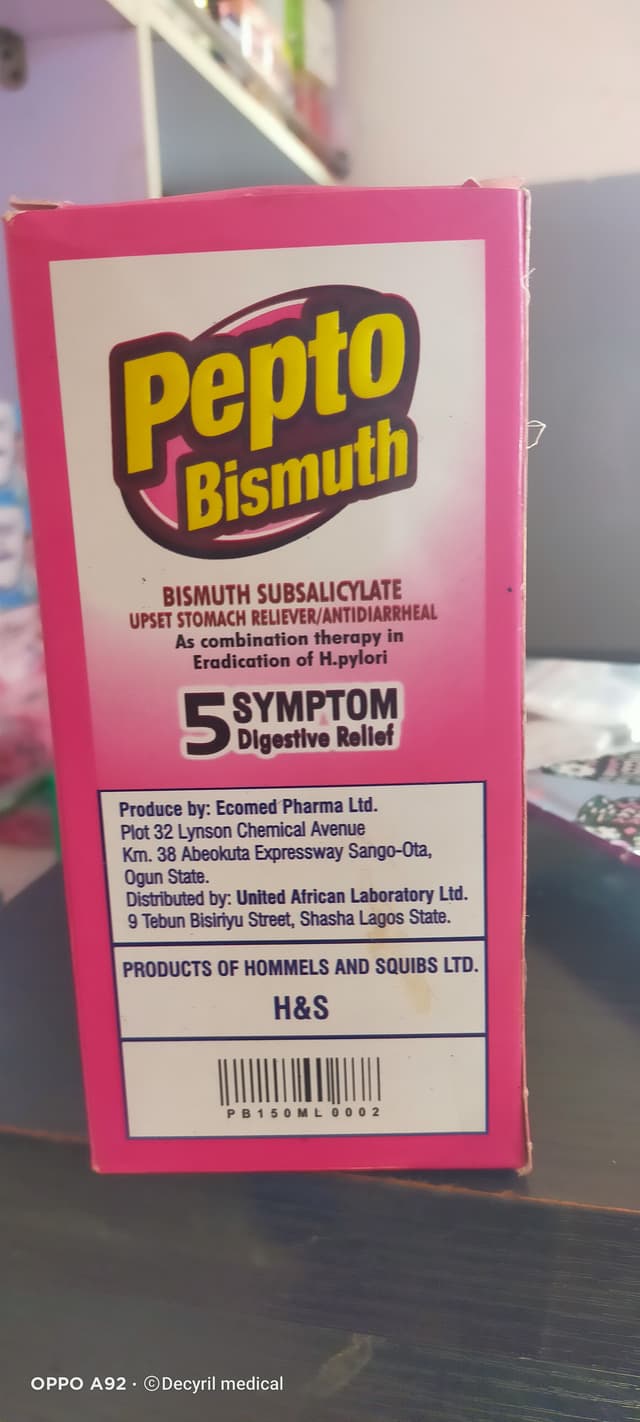 Pepto
Bismuth
BISMUTH SUBSALICYLATE
UPSET STOMACH RELIEVER/ANTIDIARRHEAL
As combination therapy in
Eradication of H.pylori
5 SYMPTOM
Digestive Relief
Produce by: Ecomed Pharma Ltd.
Plot 32 Lynson Chemical Avenue
Km. 38 Abeokuta Expressway Sango-Ota,
Ogun State.
Distributed by: United African Laboratory Ltd.
9 Tebun Bisiriyu Street, Shasha Lagos State.
PRODUCTS OF HOMMELS AND SQUIBS LTD.
H&S
PB150ML0002
OPPO A92 · ©Decyril medical